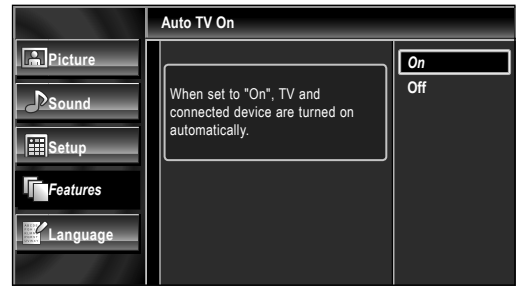 Auto TV On
Picture
Sound
Setup
Features
Language
When set to "On", TV and
connected device are turned on
automatically.
On
Off